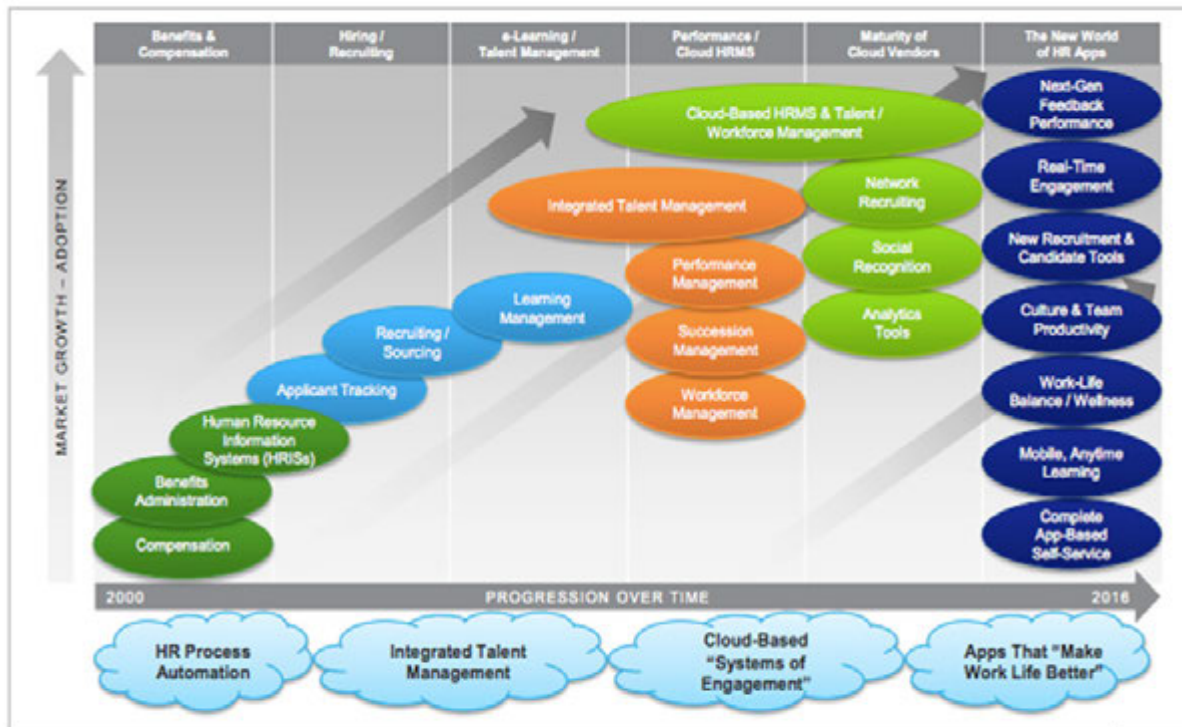 Benefits &
Compensation
Hiring /
Recruiting
e-Learning /
Talent Management
Performance /
Cloud HRMS
Maturity of
Cloud Vendors
The New World
of HR Apps
MARKET GROWTH – ADOPTION
Compensation
Benefits
Administration
Human Resource
Information
Systems (HRISs)
Applicant Tracking
Recruiting /
Sourcing
Learning
Management
Integrated Talent Management
Performance
Management
Succession
Management
Workforce
Management
Cloud-Based HRMS & Talent /
Workforce Management
Network
Recruiting
Social
Recognition
Analytics
Tools
Next-Gen
Feedback
Performance
Real-Time
Engagement
New Recruitment &
Candidate Tools
Culture & Team
Productivity
Work-Life
Balance / Wellness
Mobile, Anytime
Learning
Complete
App-Based
Self-Service
2000
PROGRESSION OVER TIME
2016
HR Process
Automation
Integrated Talent
Management
Cloud-Based
"Systems of
Engagement"
Apps That "Make
Work Life Better"